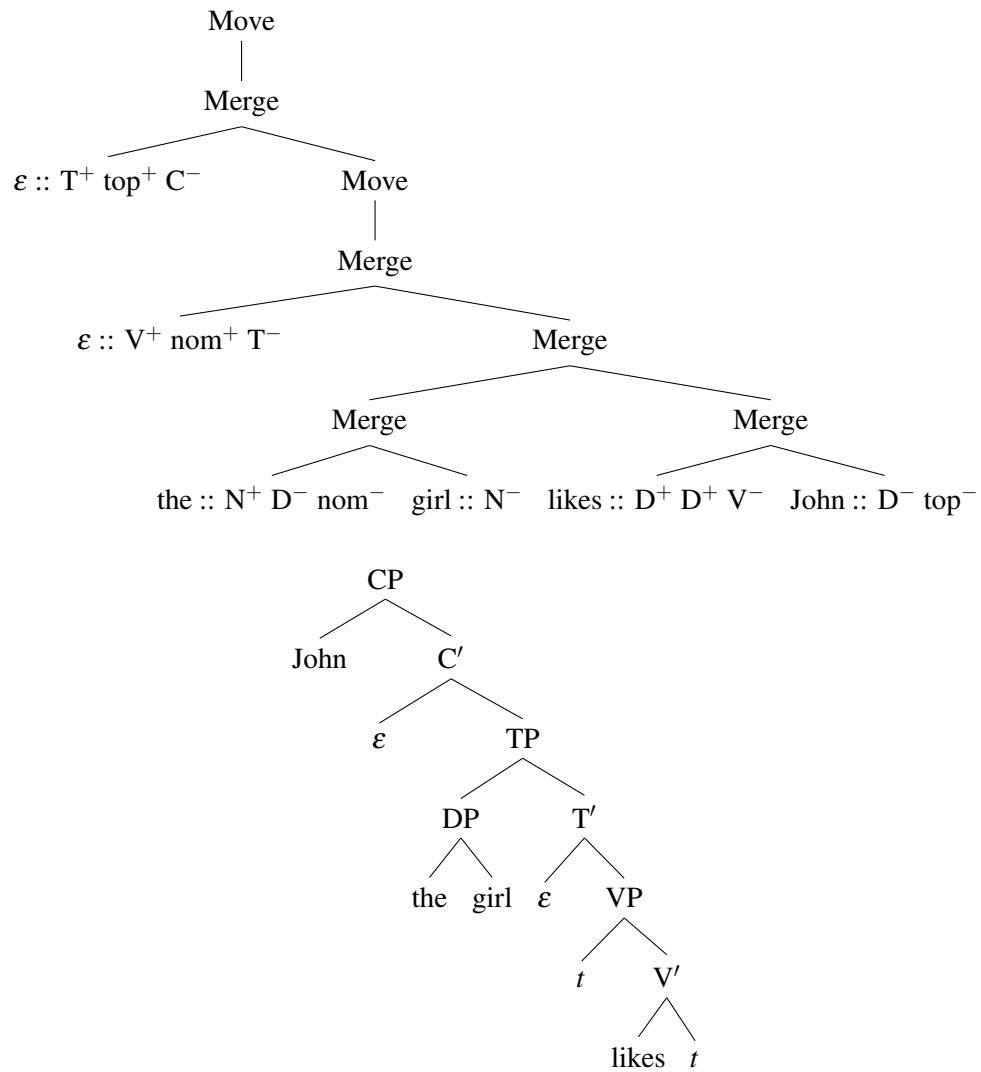 Move
Merge
ε :: T⁺ top⁺ C⁻ Move
Merge
ε :: V⁺ nom⁺ T⁻ Merge
Merge Merge
the :: N⁺ D⁻ nom⁻ girl :: N⁻ likes :: D⁺ D⁺ V⁻ John :: D⁻ top⁻
CP
John C′
ε TP
DP T′
the girl ε VP
t V′
likes t